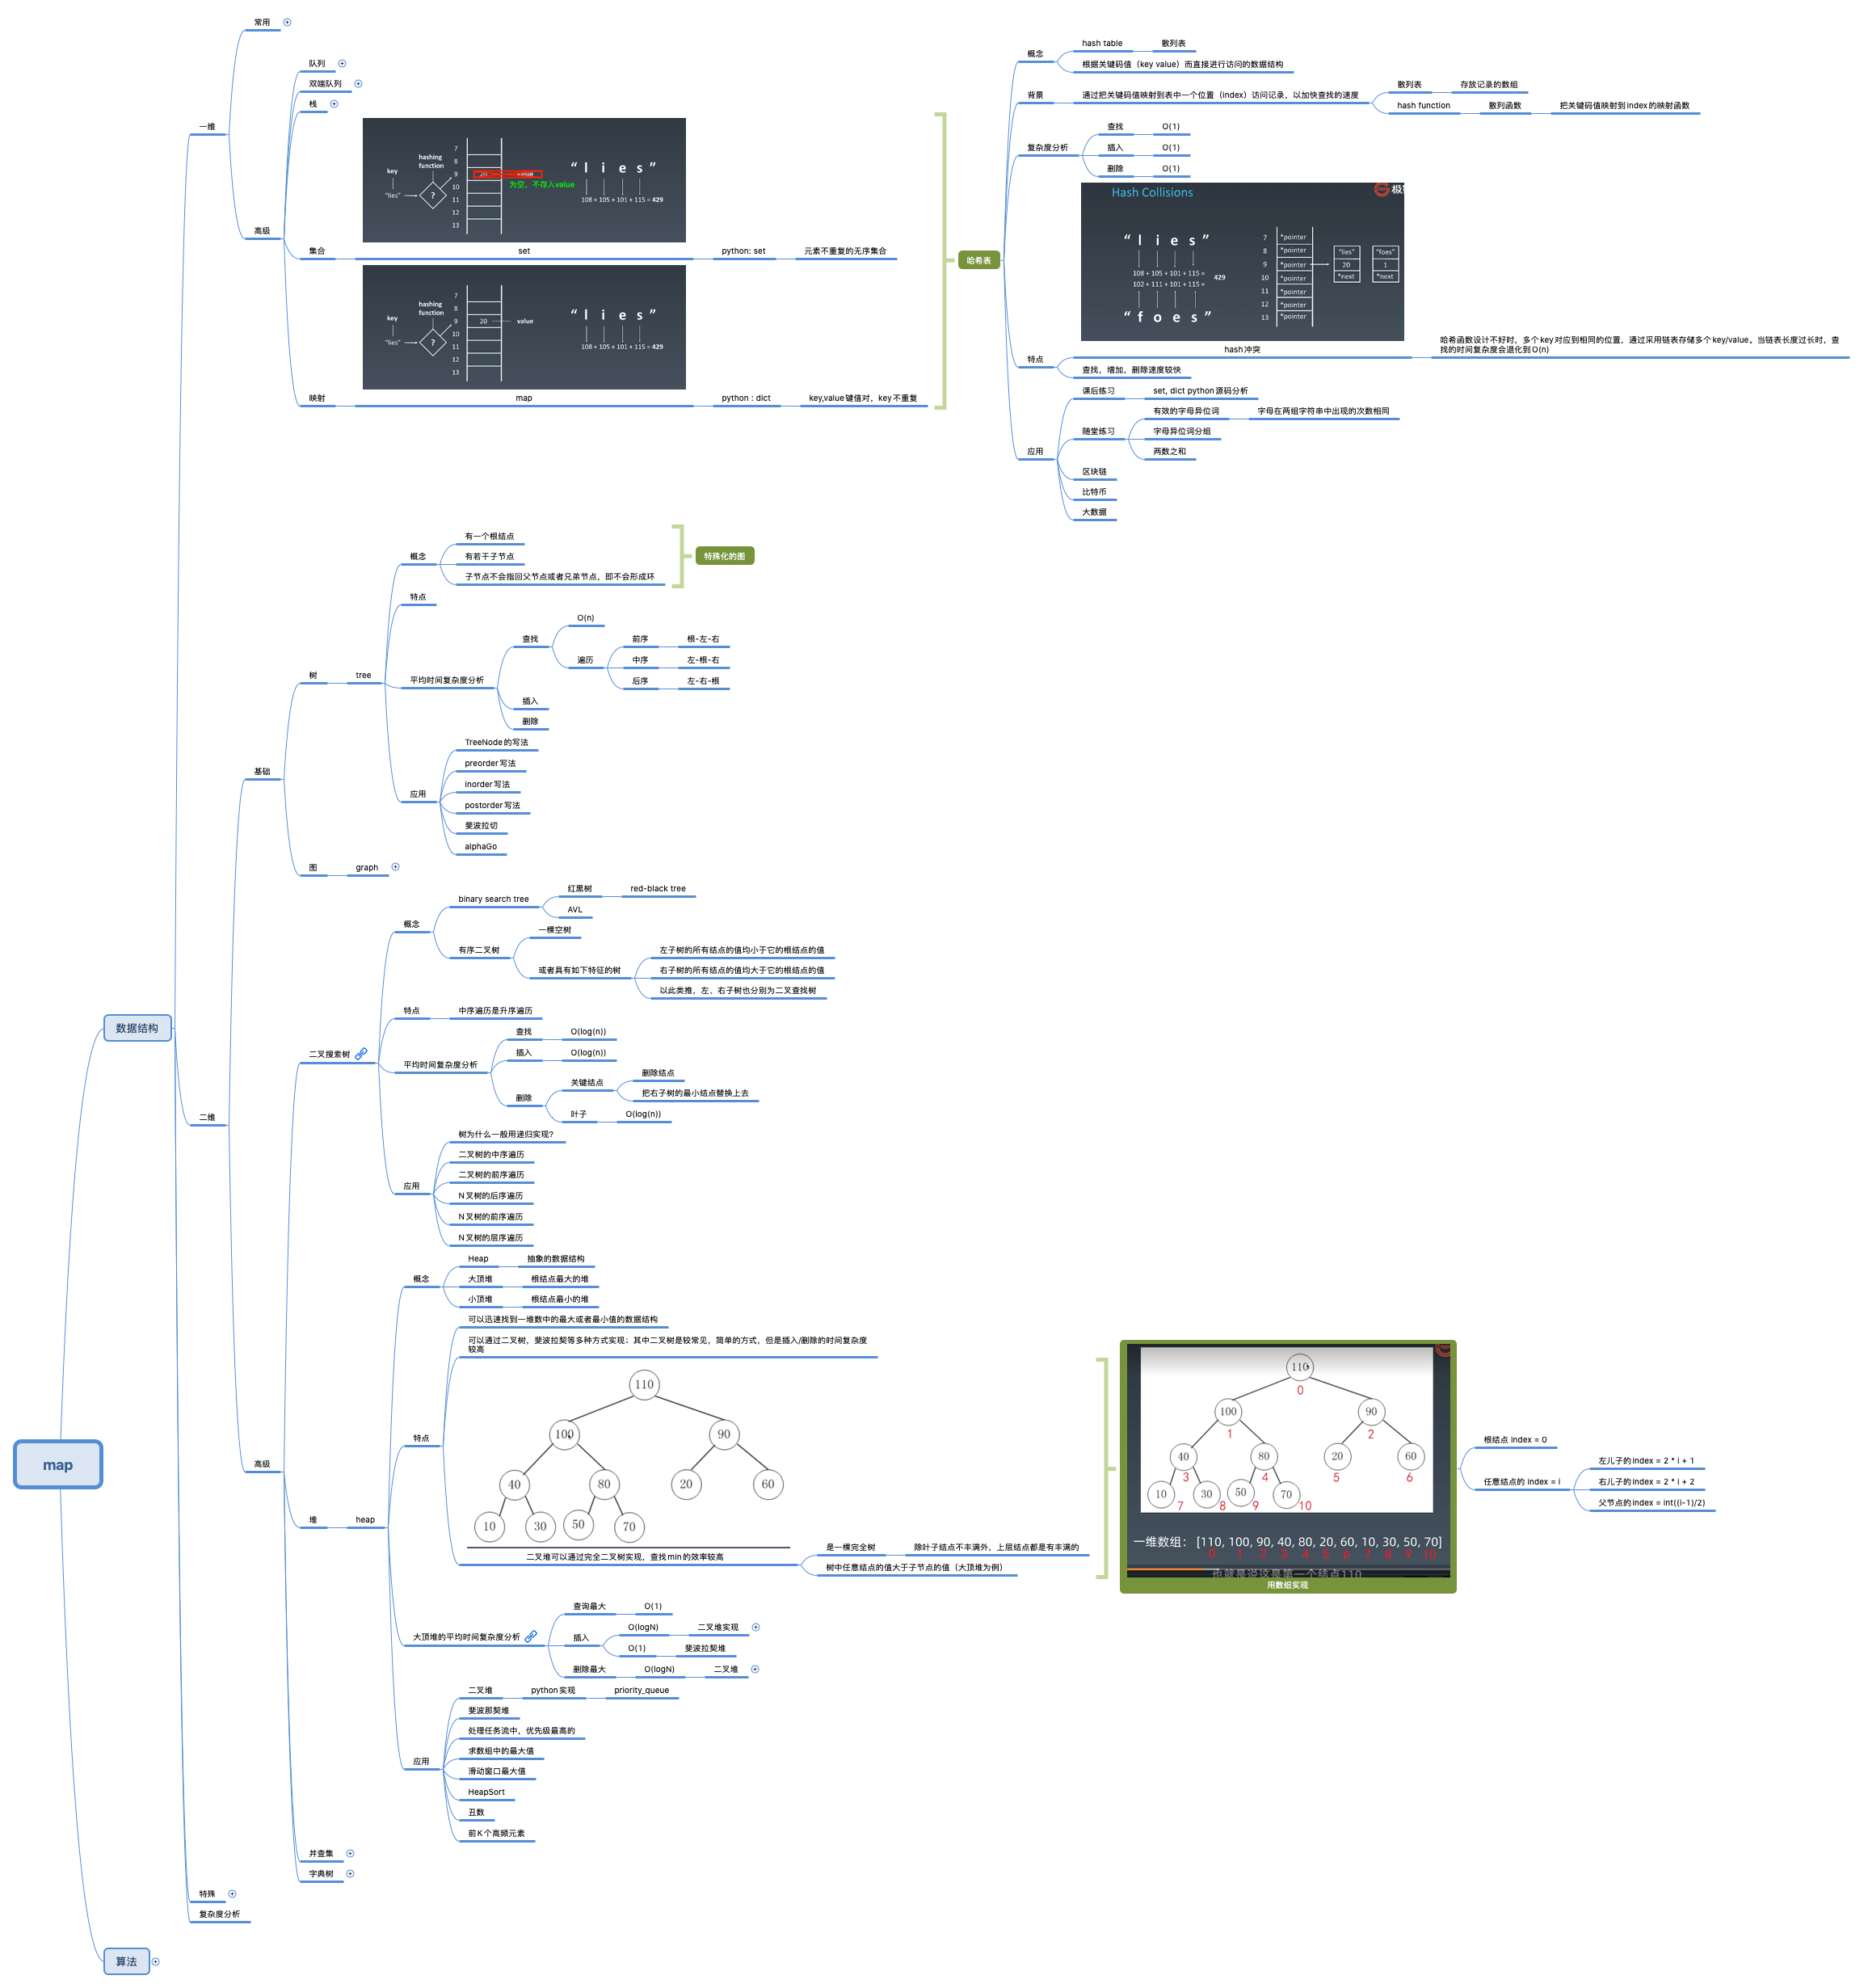 map
数据结构
一维
常用
高级
队列
双端队列
栈
key
"lies"
hashing
function
?
7
8
9
10
11
12
13
20
value
为空，不存入value
“ l i e s ”
108 + 105 + 101 + 115 = 429
集合
set
python: set
元素不重复的无序集合
key
"lies"
hashing
function
?
7
8
9
10
11
12
13
20
value
“ l i e s ”
108 + 105 + 101 + 115 = 429
映射
map
python : dict
key,value键值对，key不重复
哈希表
概念
hash table
散列表
根据关键码值（key value）而直接进行访问的数据结构
背景
通过把关键码值映射到表中一个位置（index）访问记录，以加快查找的速度
散列表
存放记录的数组
hash function
散列函数
把关键码值映射到index的映射函数
复杂度分析
查找
O(1)
插入
O(1)
删除
O(1)
特点
Hash Collisions
“ l i e s ”
108 + 105 + 101 + 115 =
429
102 + 111 + 101 + 115 =
“ f o e s ”
7 *pointer
8 *pointer
9 *pointer
10 *pointer
11 *pointer
12 *pointer
13 *pointer
"lies"
20
*next
"foes"
1
*next
hash冲突
哈希函数设计不好时，多个key对应到相同的位置，通过采用链表存储多个key/value，当链表长度过长时，查
找的时间复杂度会退化到O(n)
查找，增加，删除速度较快
应用
课后练习
set, dict python源码分析
随堂练习
有效的字母异位词
字母在两组字符串中出现的次数相同
字母异位词分组
两数之和
区块链
比特币
大数据
二维
基础
树
tree
概念
有一个根结点
有若干子节点
子节点不会指回父节点或者兄弟节点，即不会形成环
特殊化的图
特点
平均时间复杂度分析
查找
O(n)
遍历
前序
根-左-右
中序
左-根-右
后序
左-右-根
插入
删除
应用
TreeNode的写法
preorder写法
inorder写法
postorder写法
斐波拉切
alphaGo
图
graph
高级
二叉搜索树
概念
binary search tree
红黑树
red-black tree
AVL
有序二叉树
一棵空树
或者具有如下特征的树
左子树的所有结点的值均小于它的根结点的值
右子树的所有结点的值均大于它的根结点的值
以此类推，左、右子树也分别为二叉查找树
特点
中序遍历是升序遍历
平均时间复杂度分析
查找
O(log(n))
插入
O(log(n))
删除
关键结点
删除结点
把右子树的最小结点替换上去
叶子
O(log(n))
应用
树为什么一般用递归实现？
二叉树的中序遍历
二叉树的前序遍历
N叉树的后序遍历
N叉树的前序遍历
N叉树的层序遍历
堆
heap
概念
Heap
抽象的数据结构
大顶堆
根结点最大的堆
小顶堆
根结点最小的堆
特点
可以迅速找到一堆数中的最大或者最小值的数据结构
可以通过二叉树，斐波拉契等多种方式实现；其中二叉树是较常见，简单的方式，但是插入/删除的时间复杂度
较高
110
100 90
40 80 20 60
10 30 50 70
二叉堆可以通过完全二叉树实现，查找min的效率较高
是一棵完全树
除叶子结点不丰满外，上层结点都是有丰满的
树中任意结点的值大于子节点的值（大顶堆为例）
110
0
100 90
1 2
40 80 20 60
3 4 5 6
10 30 50 70
7 8 9 10
一维数组： [110, 100, 90, 40, 80, 20, 60, 10, 30, 50, 70]
0 1 2 3 4 5 6 7 8 9 10
也就是说这是第一个结点110
用数组实现
根结点 index = 0
任意结点的 index = i
左儿子的index = 2 * i + 1
右儿子的index = 2 * i + 2
父节点的index = int((i-1)/2)
大顶堆的平均时间复杂度分析
查询最大
O(1)
插入
O(logN)
二叉堆实现
O(1)
斐波拉契堆
删除最大
O(logN)
二叉堆
应用
二叉堆
python实现
priority_queue
斐波那契堆
处理任务流中，优先级最高的
求数组中的最大值
滑动窗口最大值
HeapSort
丑数
前K个高频元素
并查集
字典树
特殊
复杂度分析
算法